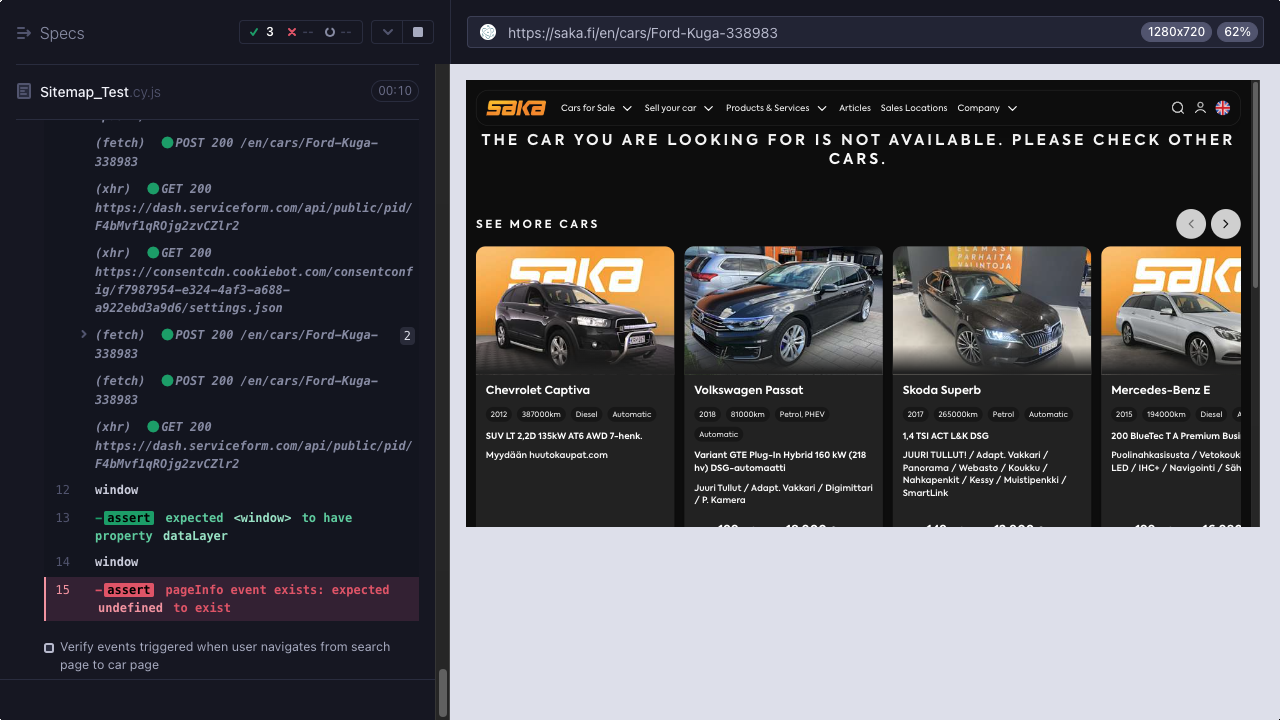 Specs
3 -- --
https://saka.fi/en/cars/Ford-Kuga-338983
1280x720 62%
Sitemap_Test.cy.js 00:10
(fetch) POST 200 /en/cars/Ford-Kuga-
338983
(xhr) GET 200
https://dash.serviceform.com/api/public/pid/
F4bMvf1qROjg2zvCZlr2
(xhr) GET 200
https://consentcdn.cookiebot.com/consentconf
ig/f7987954-e324-4af3-a688-
a922ebd3a9d6/settings.json
(fetch) POST 200 /en/cars/Ford-Kuga- 2
338983
(fetch) POST 200 /en/cars/Ford-Kuga-
338983
(xhr) GET 200
https://dash.serviceform.com/api/public/pid/
F4bMvf1qROjg2zvCZlr2
12 window
13 -assert expected <window> to have
property dataLayer
14 window
15 -assert pageInfo event exists: expected
undefined to exist
Verify events triggered when user navigates from search
page to car page
saka Cars for Sale Sell your car Products & Services Articles Sales Locations Company
THE CAR YOU ARE LOOKING FOR IS NOT AVAILABLE. PLEASE CHECK OTHER
CARS.
SEE MORE CARS
saka
Chevrolet Captiva
2012 387000km Diesel Automatic
SUV LT 2,2D 135kW AT6 AWD 7-henk.
Myydään huutokaupat.com
Volkswagen Passat
2018 81000km Petrol, PHEV
Automatic
Variant GTE Plug-In Hybrid 160 kW (218
hv) DSG-automaatti
Juuri Tullut / Adapt. Vakkari / Digimittari
/ P. Kamera
ELÄMÄSI
PARHAITA
VALINTOJA
Skoda Superb
2017 265000km Petrol Automatic
1,4 TSI ACT L&K DSG
JUURI TULLUT! / Adapt. Vakkari /
Panorama / Webasto / Koukku /
Nahkapenkit / Kessy / Muistipenkki /
SmartLink
Mercedes-Benz E
2015 194000km Diesel A
200 BlueTec T A Premium Busi
Puolinahkasisusta / Vetokouk
LED / IHC+ / Navigointi / Säh